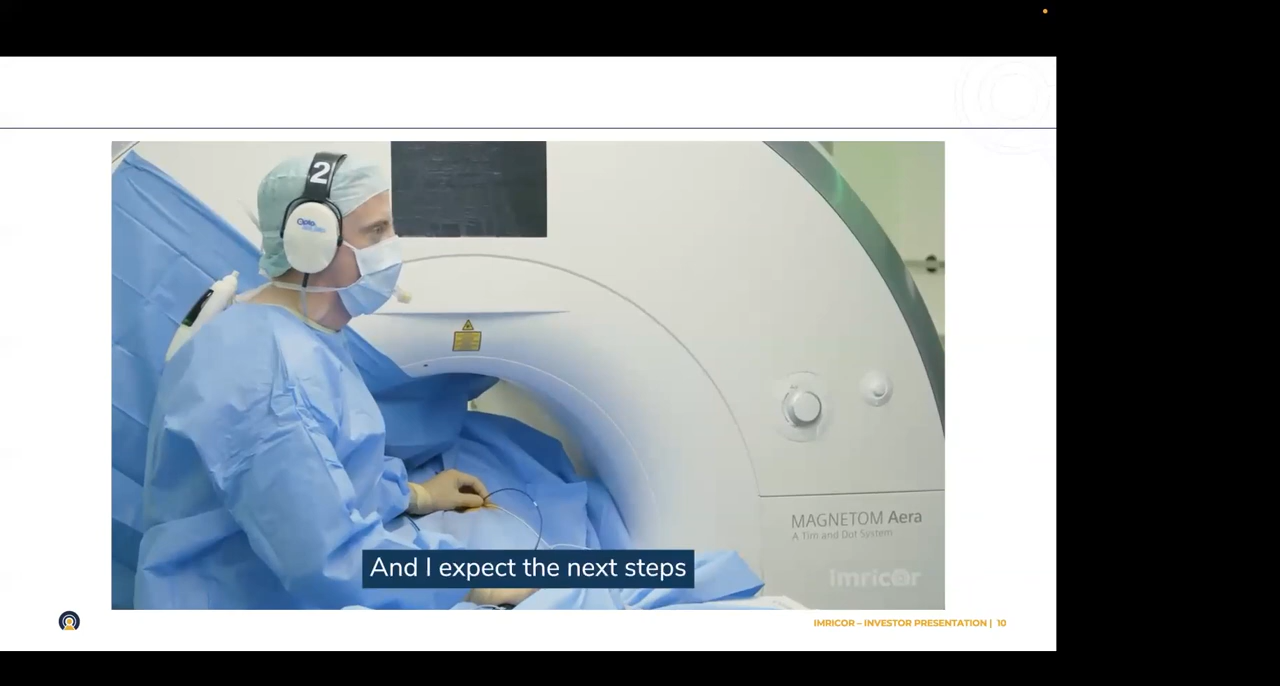 2
MAGNETOM Aera
A Tim and Dot System
imricor
And I expect the next steps
IMRICOR – INVESTOR PRESENTATION | 10